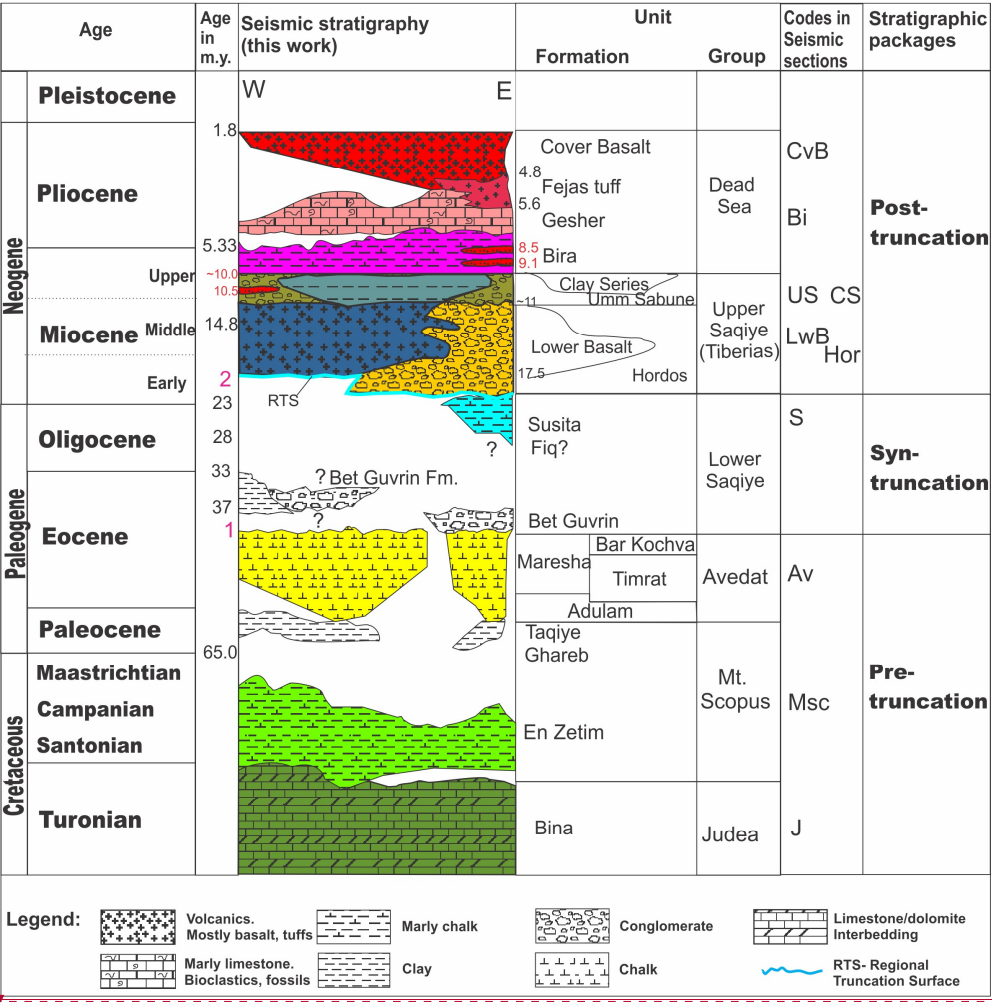 Age
Age
in
m.y.
Seismic stratigraphy
(this work)
Unit
Formation
Group
Codes in
Seismic
sections
Stratigraphic
packages
W
E
Pleistocene
Neogene
Pliocene
Miocene
Upper
Middle
Early
Paleogene
Oligocene
Eocene
Paleocene
Cretaceous
Maastrichtian
Campanian
Santonian
Turonian
1.8
5.33
~10.0
10.5
14.8
2
23
28
33
37
1
65.0
4.8
5.6
8.5
9.1
~11
17.5
RTS
?
? Bet Guvrin Fm.
?
Cover Basalt
Fejas tuff
Gesher
Bira
Clay Series
Umm Sabune
Lower Basalt
Hordos
Susita
Fiq?
Bet Guvrin
Maresha
Bar Kochva
Timrat
Adulam
Taqiye
Ghareb
En Zetim
Bina
Dead
Sea
Upper
Saqiye
(Tiberias)
Lower
Saqiye
Avedat
Mt.
Scopus
Judea
CvB
Bi
US CS
LwB
Hor
S
Av
Msc
J
Post-
truncation
Syn-
truncation
Pre-
truncation
Legend:
Volcanics.
Mostly basalt, tuffs
Marly chalk
Conglomerate
Limestone/dolomite
Interbedding
Marly limestone.
Bioclastics, fossils
Clay
Chalk
RTS- Regional
Truncation Surface